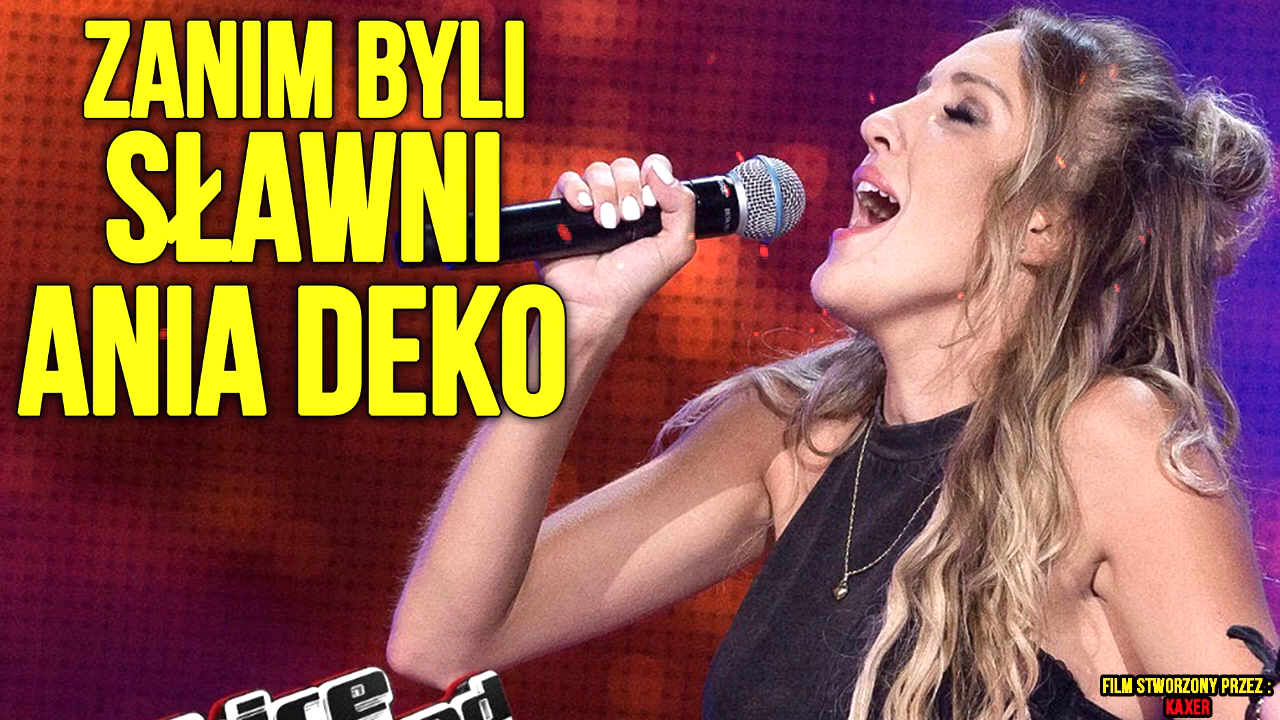 ZANIM BYLI
SŁAWNI
ANIA DEKO
FILM STWORZONY PRZEZ :
KAXER